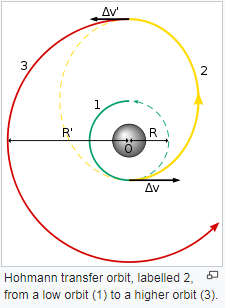 Δv'
3
2
1
R'
R
O
Δv
Hohmann transfer orbit, labelled 2,
from a low orbit (1) to a higher orbit (3).